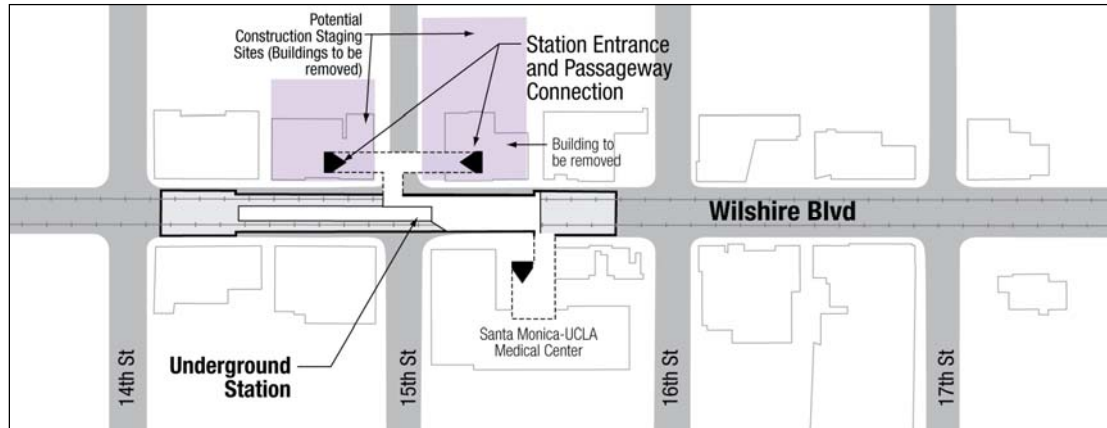 Potential
Construction Staging
Sites (Buildings to be
removed)
Station Entrance
and Passageway
Connection
Building to
be removed
Wilshire Blvd
Santa Monica-UCLA
Medical Center
Underground
Station
14th St
15th St
16th St
17th St